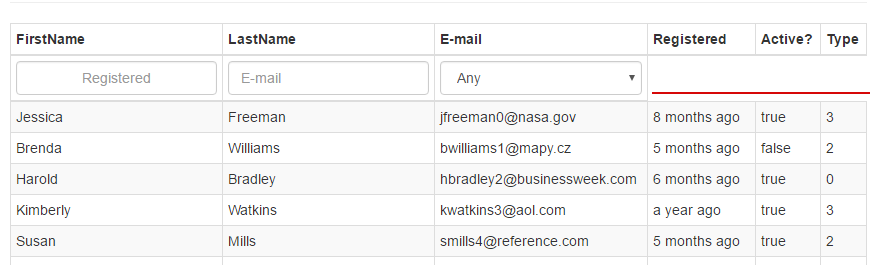 FirstName LastName E-mail Registered Active? Type
Registered E-mail Any
Jessica Freeman jfreeman0@nasa.gov 8 months ago true 3
Brenda Williams bwilliams1@mapy.cz 5 months ago false 2
Harold Bradley hbradley2@businessweek.com 6 months ago true 0
Kimberly Watkins kwatkins3@aol.com a year ago true 3
Susan Mills smills4@reference.com 5 months ago true 2